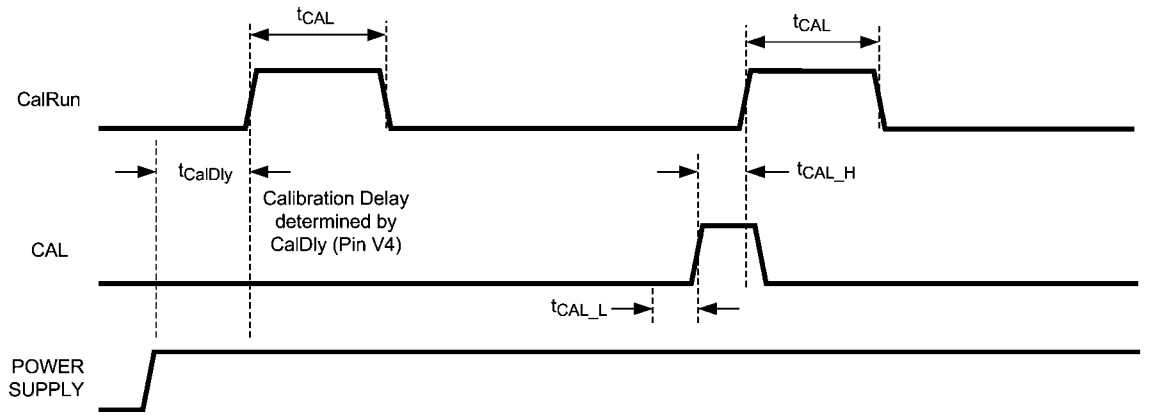 tCAL
tCAL
CalRun
tCalDly
tCAL_H
Calibration Delay
determined by
CalDly (Pin V4)
CAL
tCAL_L
POWER
SUPPLY